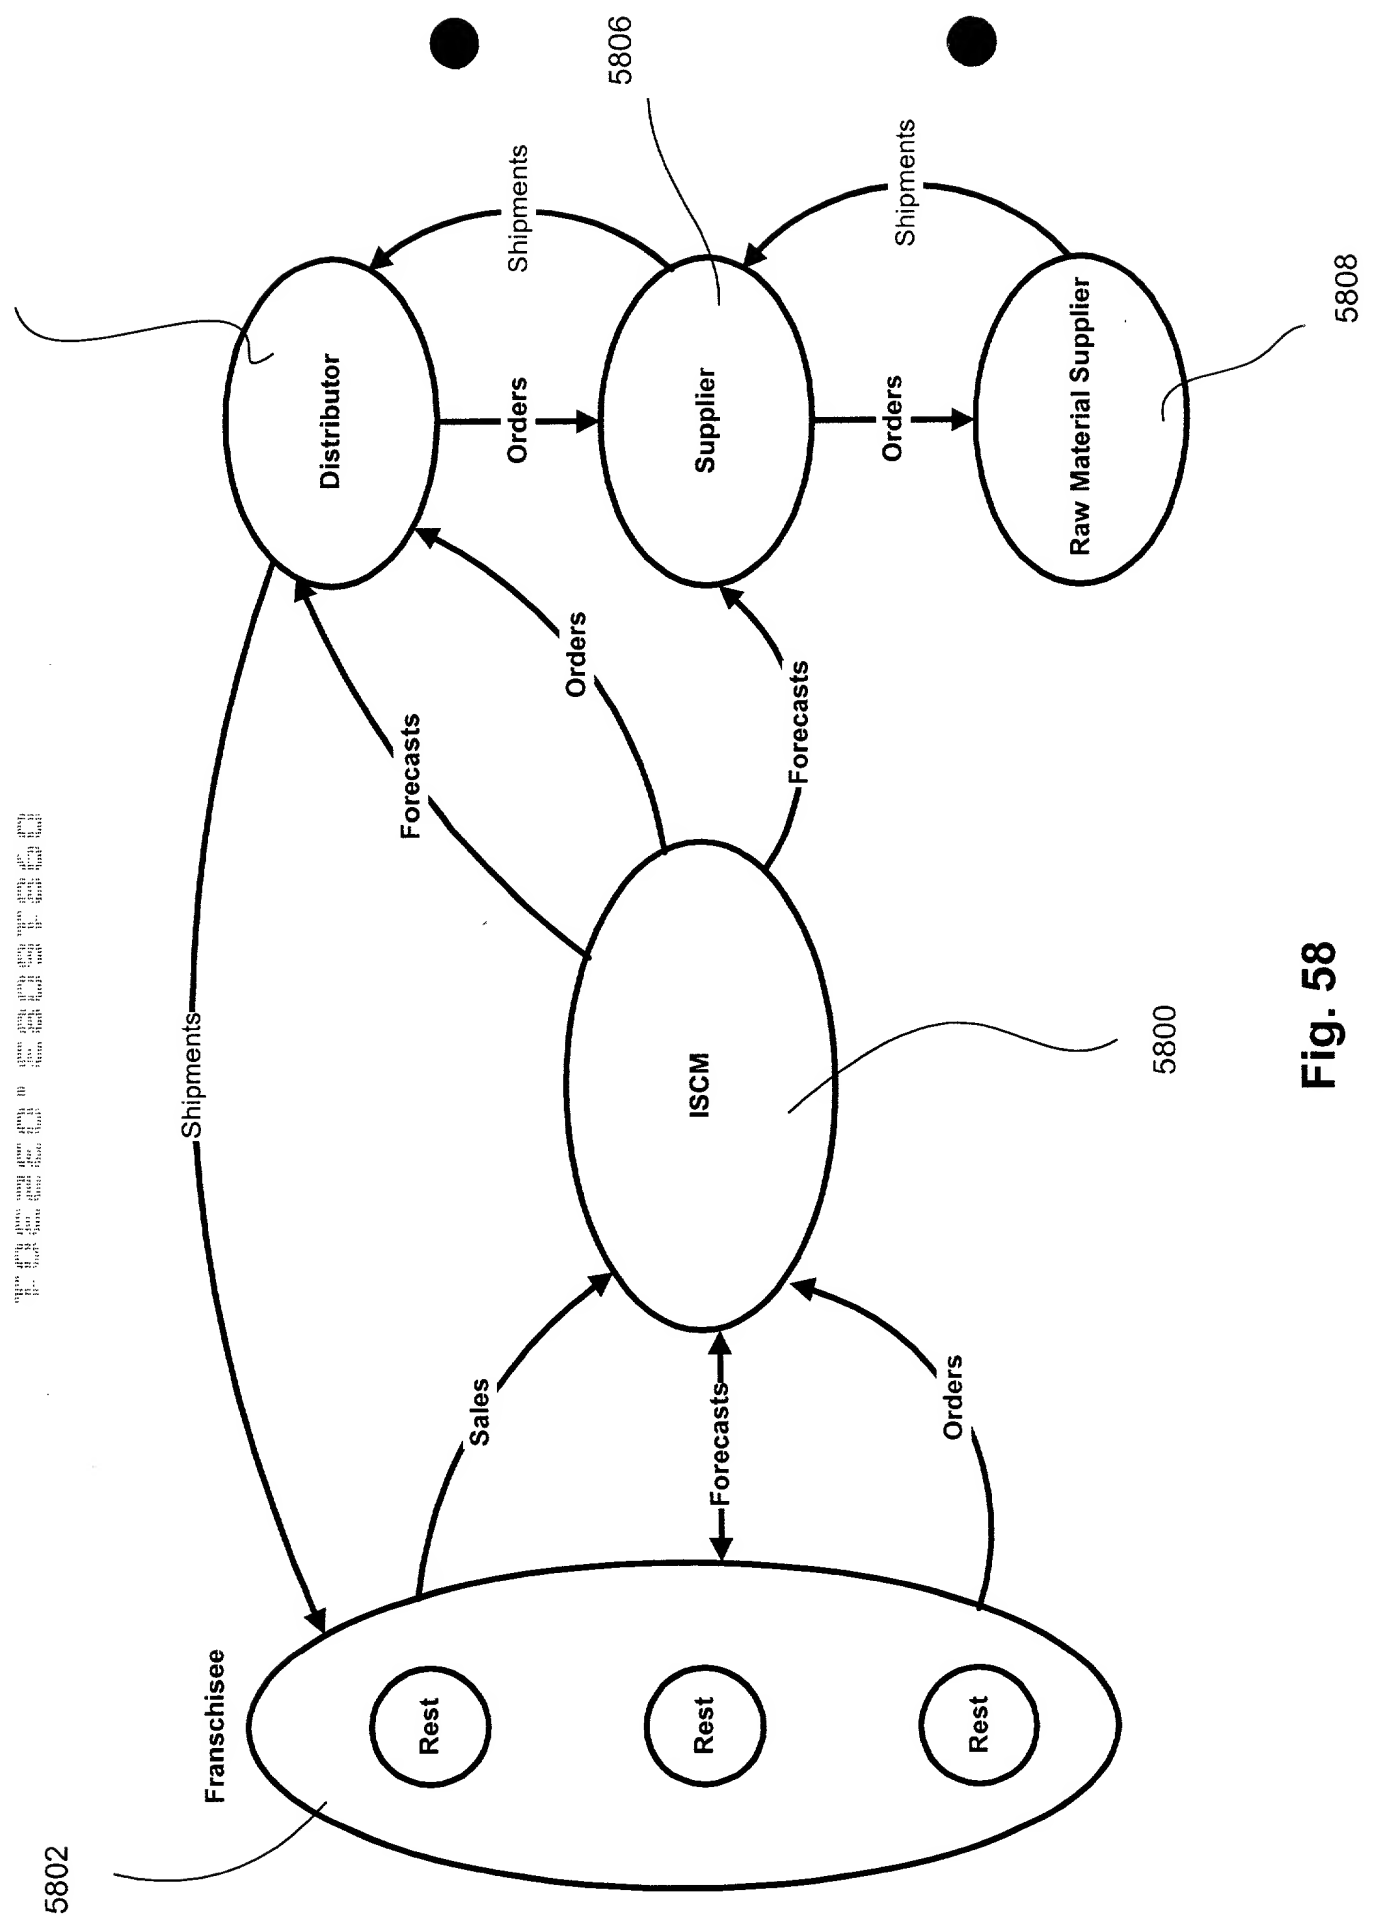 5802
Franschisee
Rest
Rest
Rest
Shipments
Sales
Forecasts
Orders
ISCM
5800
Forecasts
Orders
Forecasts
Distributor
Orders
Shipments
Supplier
5806
Orders
Shipments
Raw Material Supplier
5808
Fig. 58